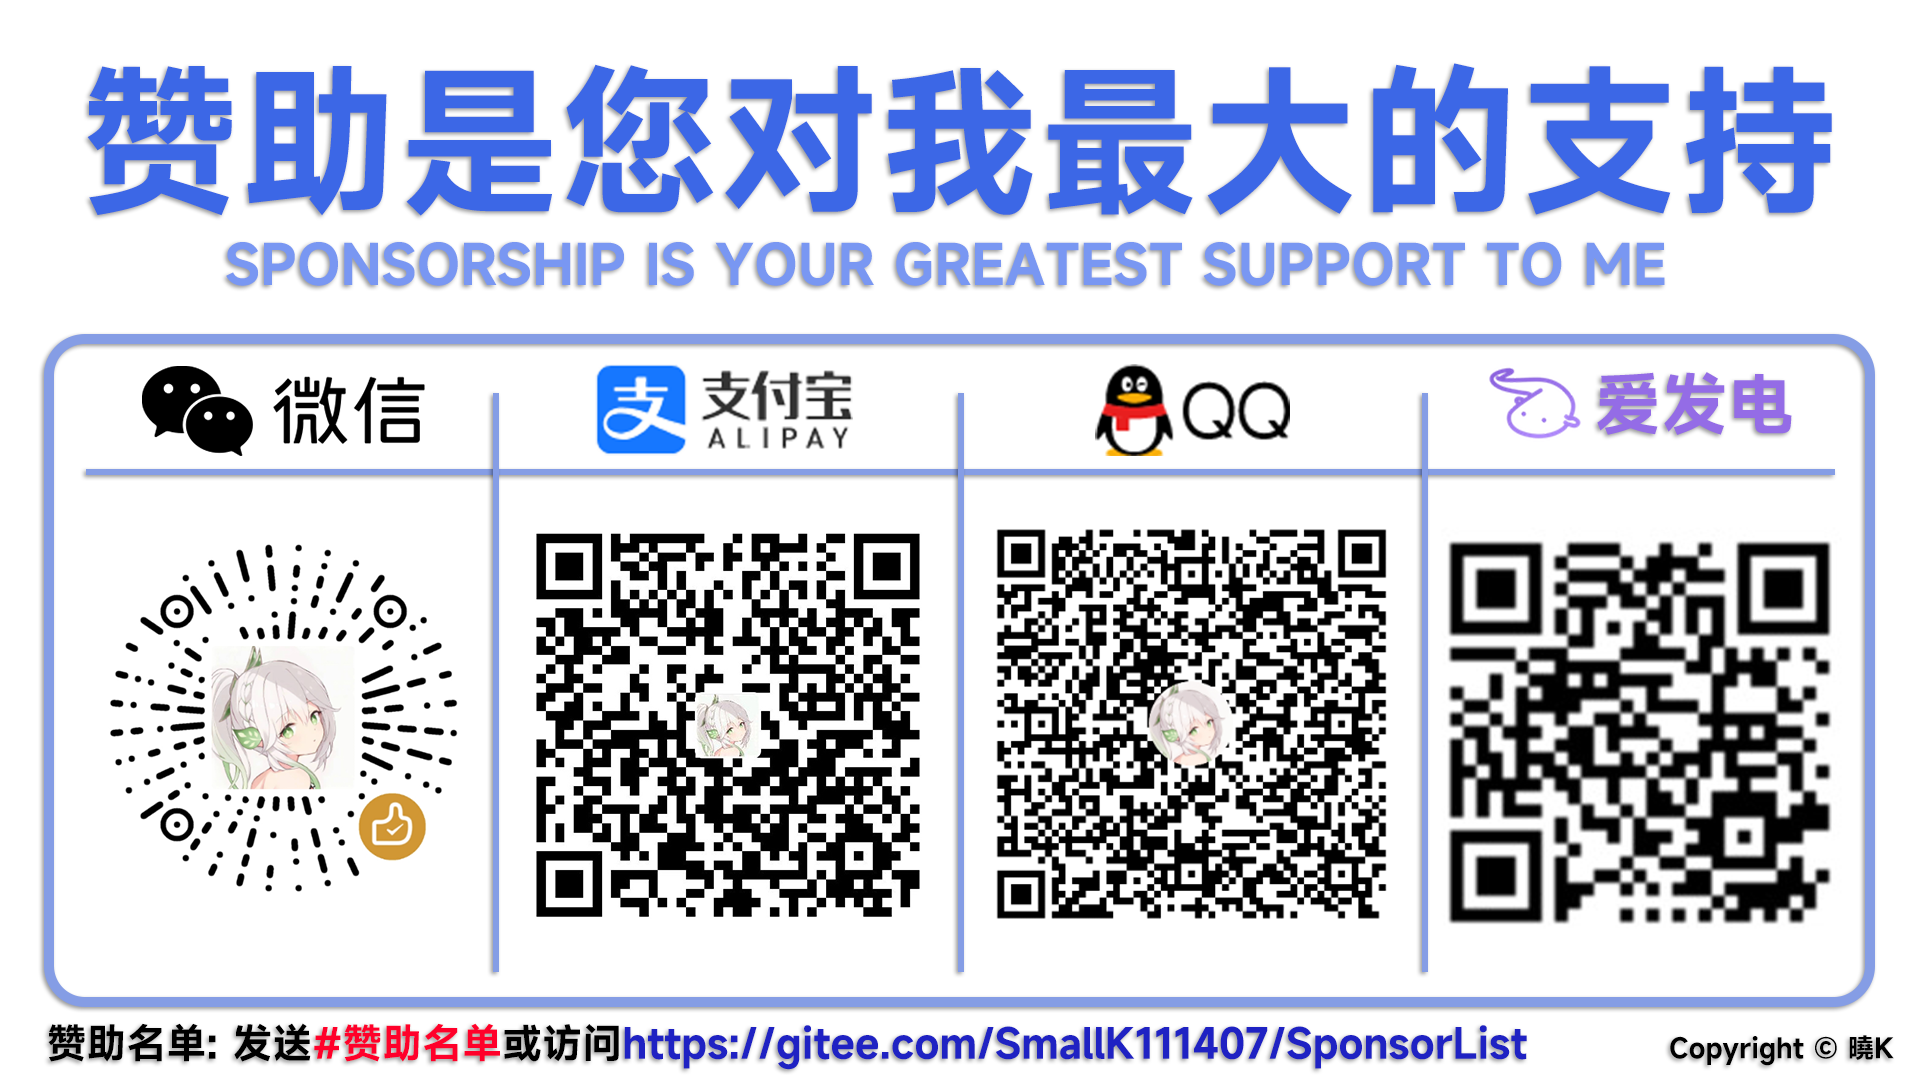 赞助是您对我最大的支持
SPONSORSHIP IS YOUR GREATEST SUPPORT TO ME
微信
支 支付宝
ALIPAY
QQ
爱发电
赞助名单: 发送#赞助名单或访问https://gitee.com/SmallK111407/SponsorList
Copyright © 曉K